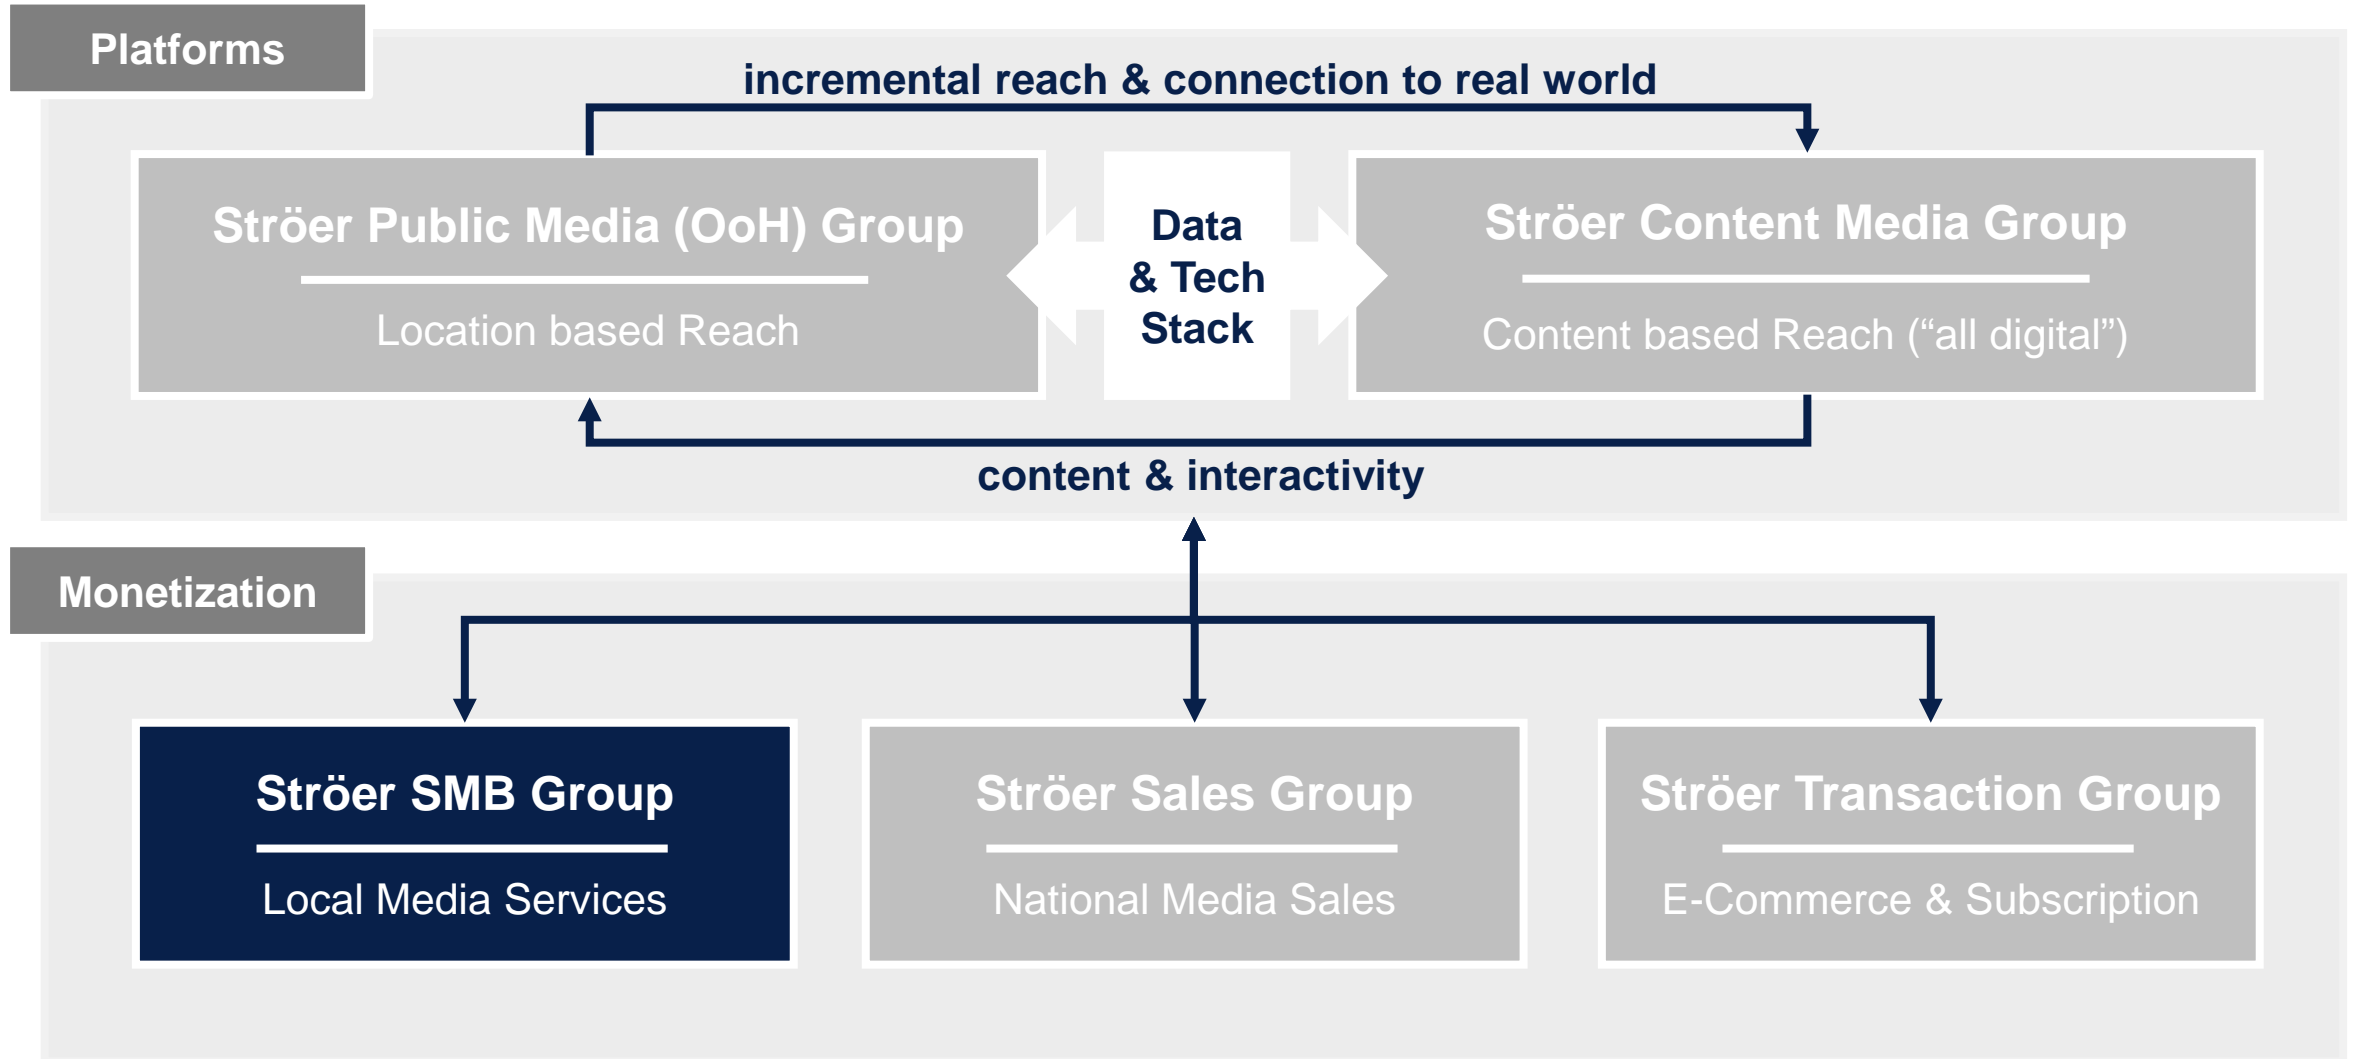 Platforms
incremental reach & connection to real world
Ströer Public Media (OoH) Group
Location based Reach
Data
& Tech
Stack
Ströer Content Media Group
Content based Reach (“all digital”)
content & interactivity
Monetization
Ströer SMB Group
Local Media Services
Ströer Sales Group
National Media Sales
Ströer Transaction Group
E-Commerce & Subscription